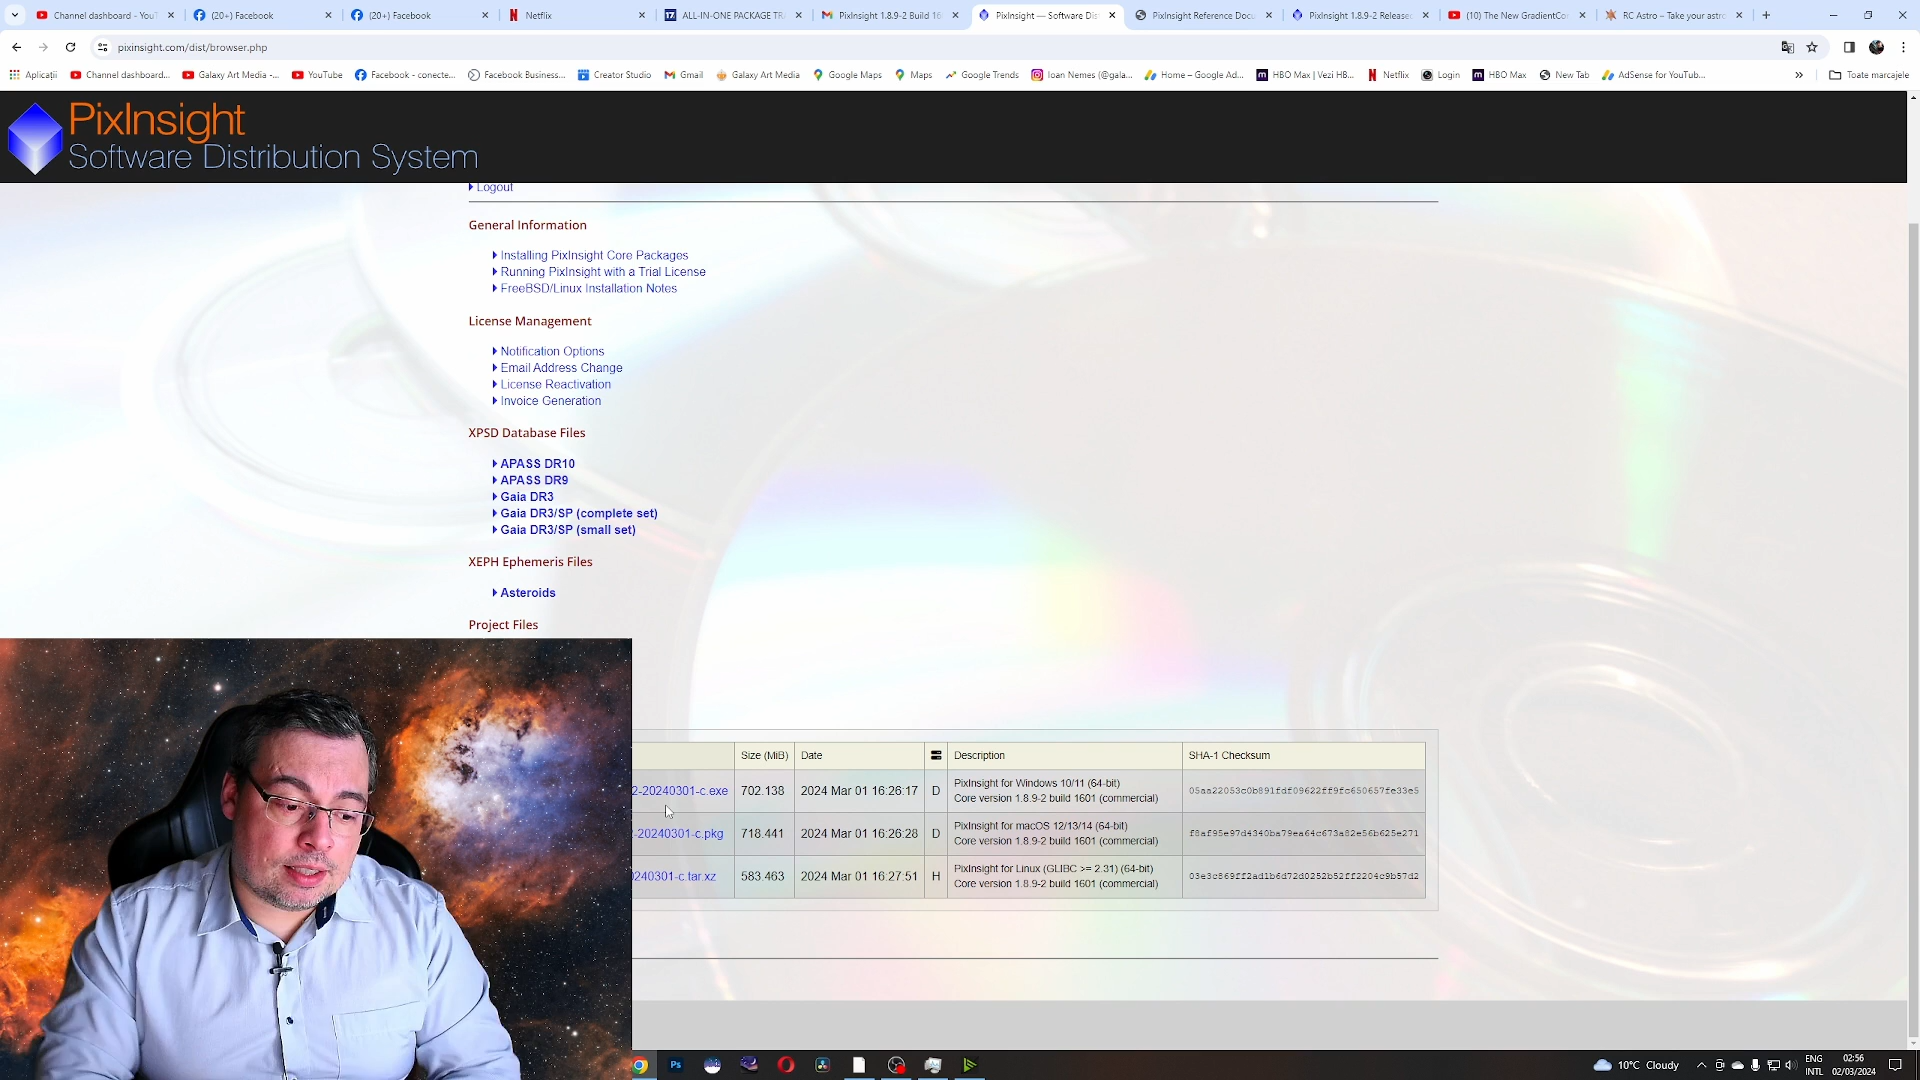 Channel dashboard - YouT
(20+) Facebook
(20+) Facebook
Netflix
ALL-IN-ONE PACKAGE TRA
PixInsight 1.8.9-2 Build 16
PixInsight — Software Dis
PixInsight Reference Docu
PixInsight 1.8.9-2 Release
(10) The New GradientCor
RC Astro – Take your astro
pixinsight.com/dist/browser.php
Aplicații
Channel dashboard...
Galaxy Art Media -...
YouTube
Facebook - conecte...
Facebook Business...
Creator Studio
Gmail
Galaxy Art Media
Google Maps
Maps
Google Trends
Ioan Nemes (@gala...
Home – Google Ad...
HBO Max | Vezi HB...
Netflix
Login
HBO Max
New Tab
AdSense for YouTub...
Toate marcajele
PixInsight
Software Distribution System
Logout
General Information
Installing PixInsight Core Packages
Running PixInsight with a Trial License
FreeBSD/Linux Installation Notes
License Management
Notification Options
Email Address Change
License Reactivation
Invoice Generation
XPSD Database Files
APASS DR10
APASS DR9
Gaia DR3
Gaia DR3/SP (complete set)
Gaia DR3/SP (small set)
XEPH Ephemeris Files
Asteroids
Project Files
Size (MiB) Date Description SHA-1 Checksum
2-20240301-c.exe 702.138 2024 Mar 01 16:26:17 D PixInsight for Windows 10/11 (64-bit)
Core version 1.8.9-2 build 1601 (commercial) 05aa22053c0b891fdf09622ff9fc650657fe33e5
-20240301-c.pkg 718.441 2024 Mar 01 16:26:28 D PixInsight for macOS 12/13/14 (64-bit)
Core version 1.8.9-2 build 1601 (commercial) f8af95e97d4340ba79ea64c673a82e56b625e271
0240301-c.tar.xz 583.463 2024 Mar 01 16:27:51 H PixInsight for Linux (GLIBC >= 2.31) (64-bit)
Core version 1.8.9-2 build 1601 (commercial) 03e3c869ff2ad1b6d72d0252b52ff2204c9b57d2
Ps
10°C Cloudy
ENG
INTL
02:56
02/03/2024